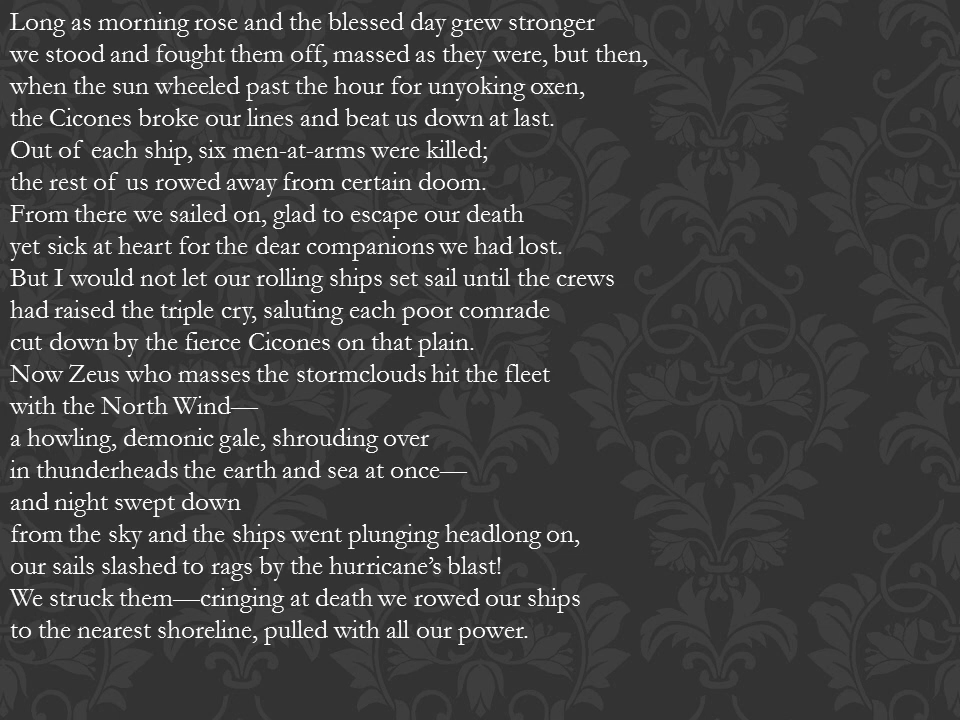 Long as morning rose and the blessed day grew stronger
we stood and fought them off, massed as they were, but then,
when the sun wheeled past the hour for unyoking oxen,
the Cicones broke our lines and beat us down at last.
Out of each ship, six men-at-arms were killed;
the rest of us rowed away from certain doom.
From there we sailed on, glad to escape our death
yet sick at heart for the dear companions we had lost.
But I would not let our rolling ships set sail until the crews
had raised the triple cry, saluting each poor comrade
cut down by the fierce Cicones on that plain.
Now Zeus who masses the stormclouds hit the fleet
with the North Wind—
a howling, demonic gale, shrouding over
in thunderheads the earth and sea at once—
and night swept down
from the sky and the ships went plunging headlong on,
our sails slashed to rags by the hurricane’s blast!
We struck them—cringing at death we rowed our ships
to the nearest shoreline, pulled with all our power.